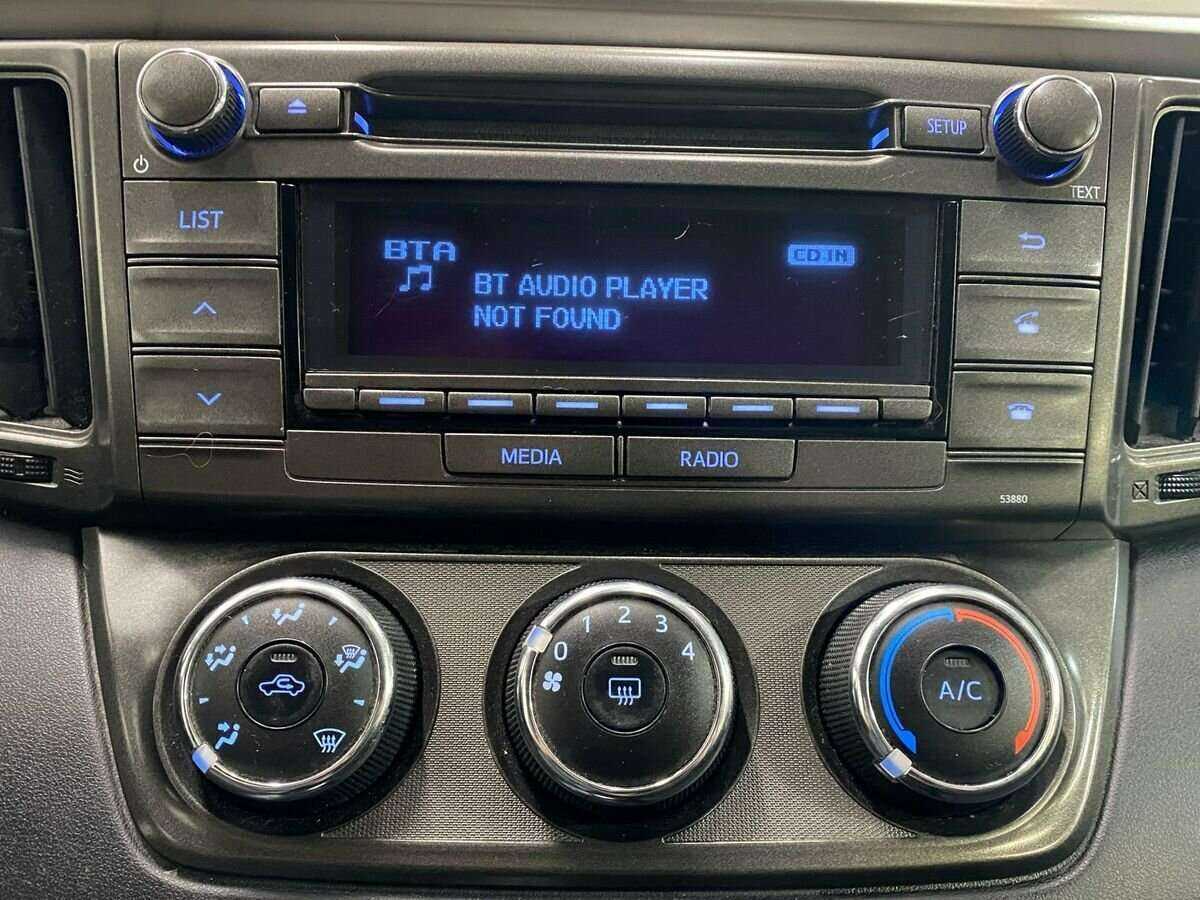 SETUP
TEXT
LIST
BTA
CD-IN
BT AUDIO PLAYER
NOT FOUND
MEDIA
RADIO
53880
0 1 2 3 4
A/C